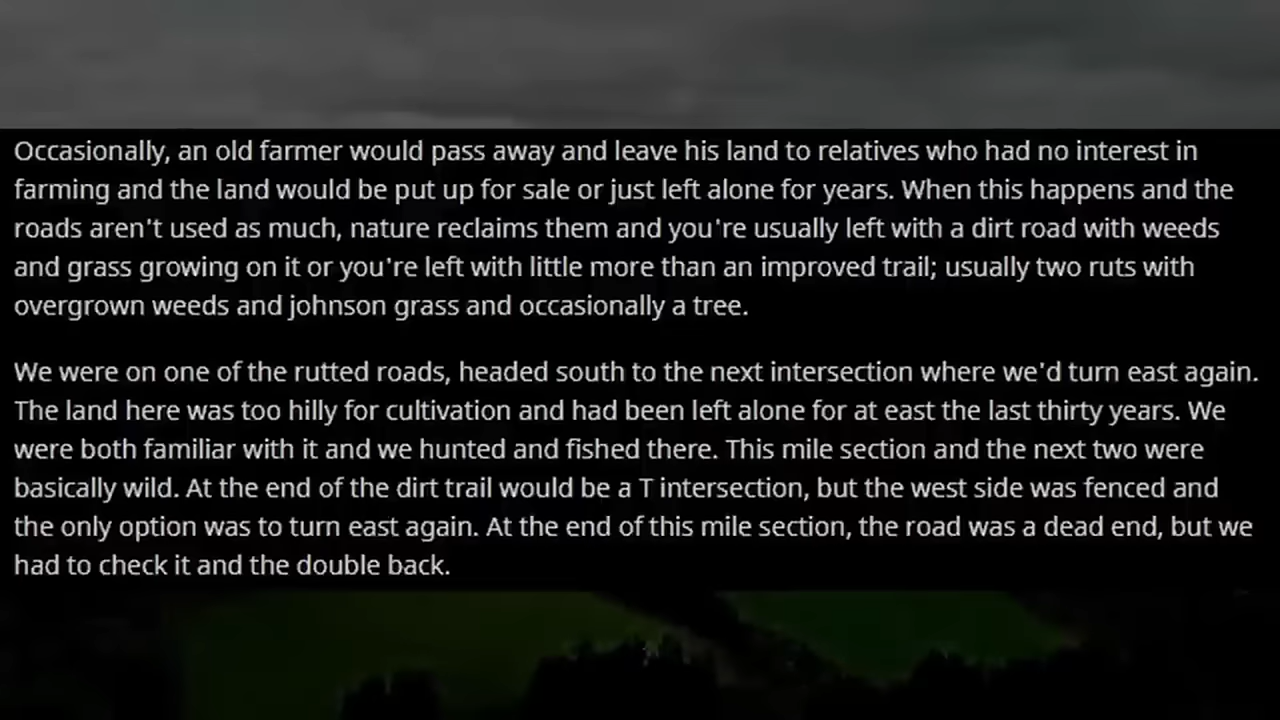 Occasionally, an old farmer would pass away and leave his land to relatives who had no interest in
farming and the land would be put up for sale or just left alone for years. When this happens and the
roads aren't used as much, nature reclaims them and you're usually left with a dirt road with weeds
and grass growing on it or you're left with little more than an improved trail; usually two ruts with
overgrown weeds and johnson grass and occasionally a tree.
We were on one of the rutted roads, headed south to the next intersection where we'd turn east again.
The land here was too hilly for cultivation and had been left alone for at east the last thirty years. We
were both familiar with it and we hunted and fished there. This mile section and the next two were
basically wild. At the end of the dirt trail would be a T intersection, but the west side was fenced and
the only option was to turn east again. At the end of this mile section, the road was a dead end, but we
had to check it and the double back.